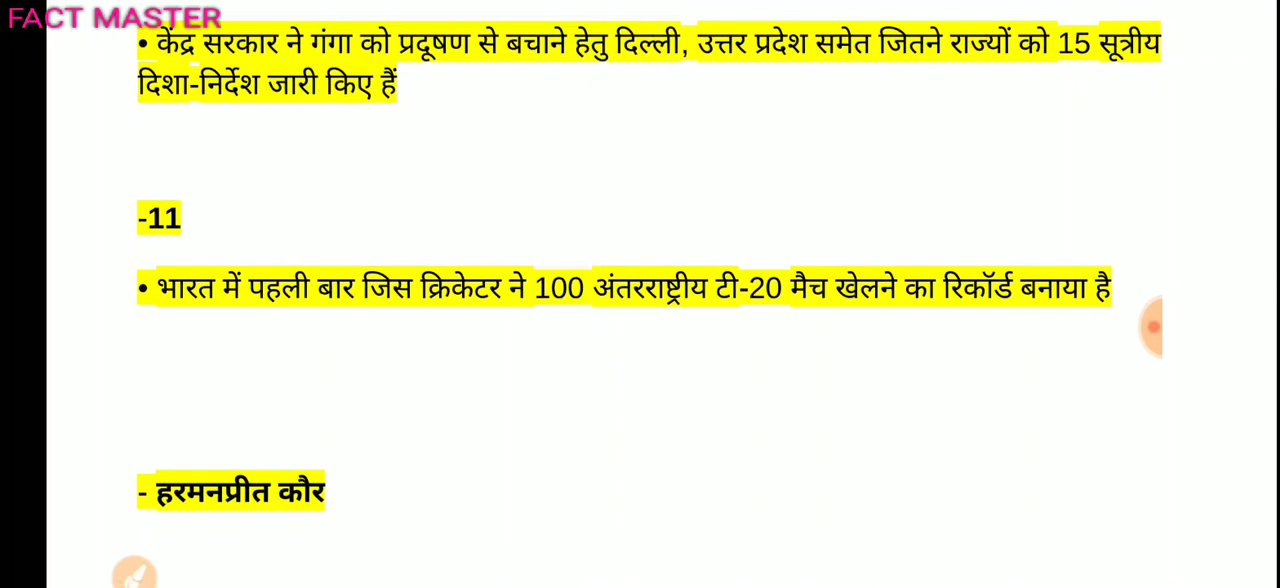 FACT MASTER
• केंद्र सरकार ने गंगा को प्रदूषण से बचाने हेतु दिल्ली, उत्तर प्रदेश समेत जितने राज्यों को 15 सूत्रीय
दिशा-निर्देश जारी किए हैं
-11
• भारत में पहली बार जिस क्रिकेटर ने 100 अंतरराष्ट्रीय टी-20 मैच खेलने का रिकॉर्ड बनाया है
- हरमनप्रीत कौर